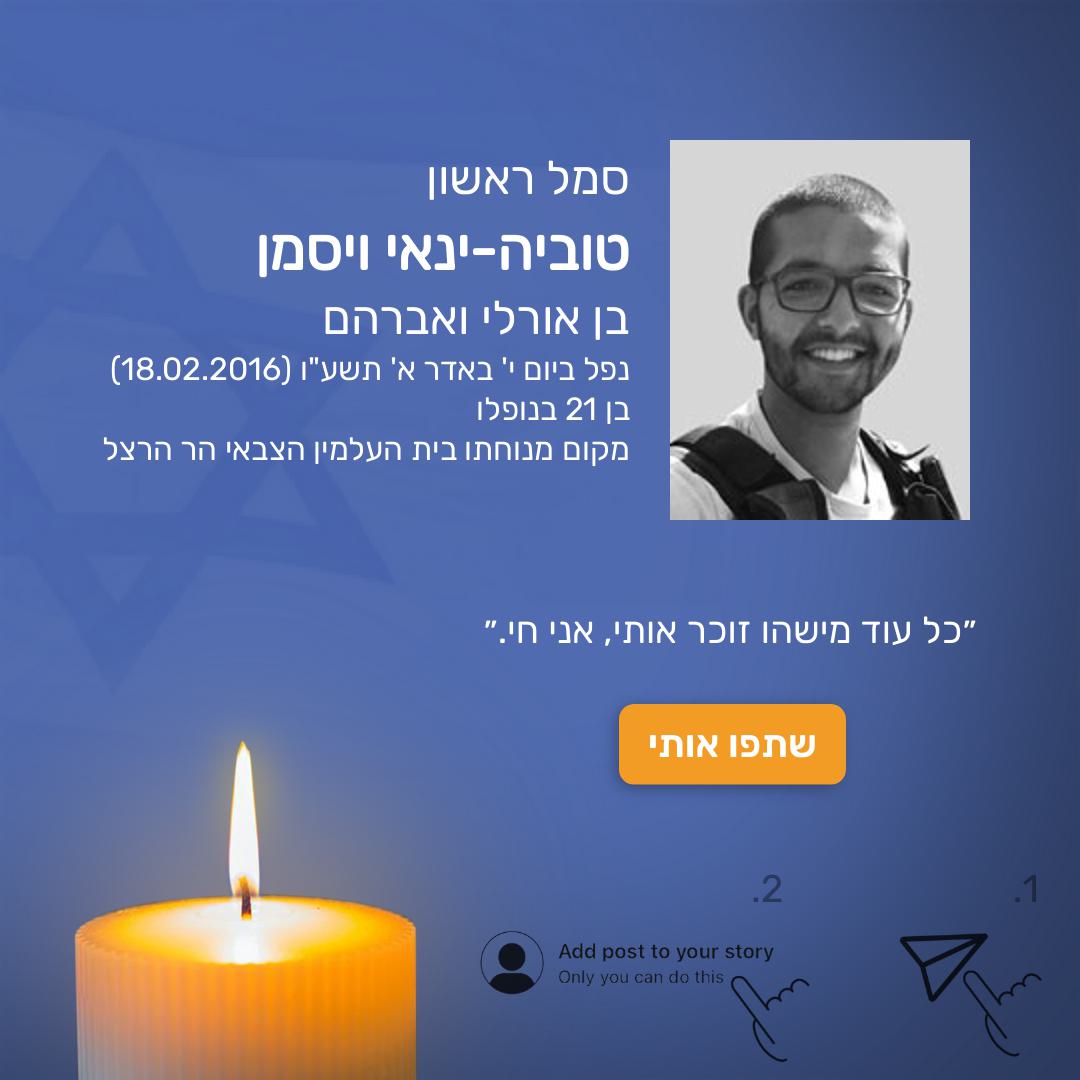 סמל ראשון
טוביה-ינאי ויסמן
בן אורלי ואברהם
נפל ביום י' באדר א' תשע"ו (18.02.2016)
בן 21 בנופלו
מקום מנוחתו בית העלמין הצבאי הר הרצל
״כל עוד מישהו זוכר אותי, אני חי.״
שתפו אותי
.1
.2
Add post to your story
Only you can do this